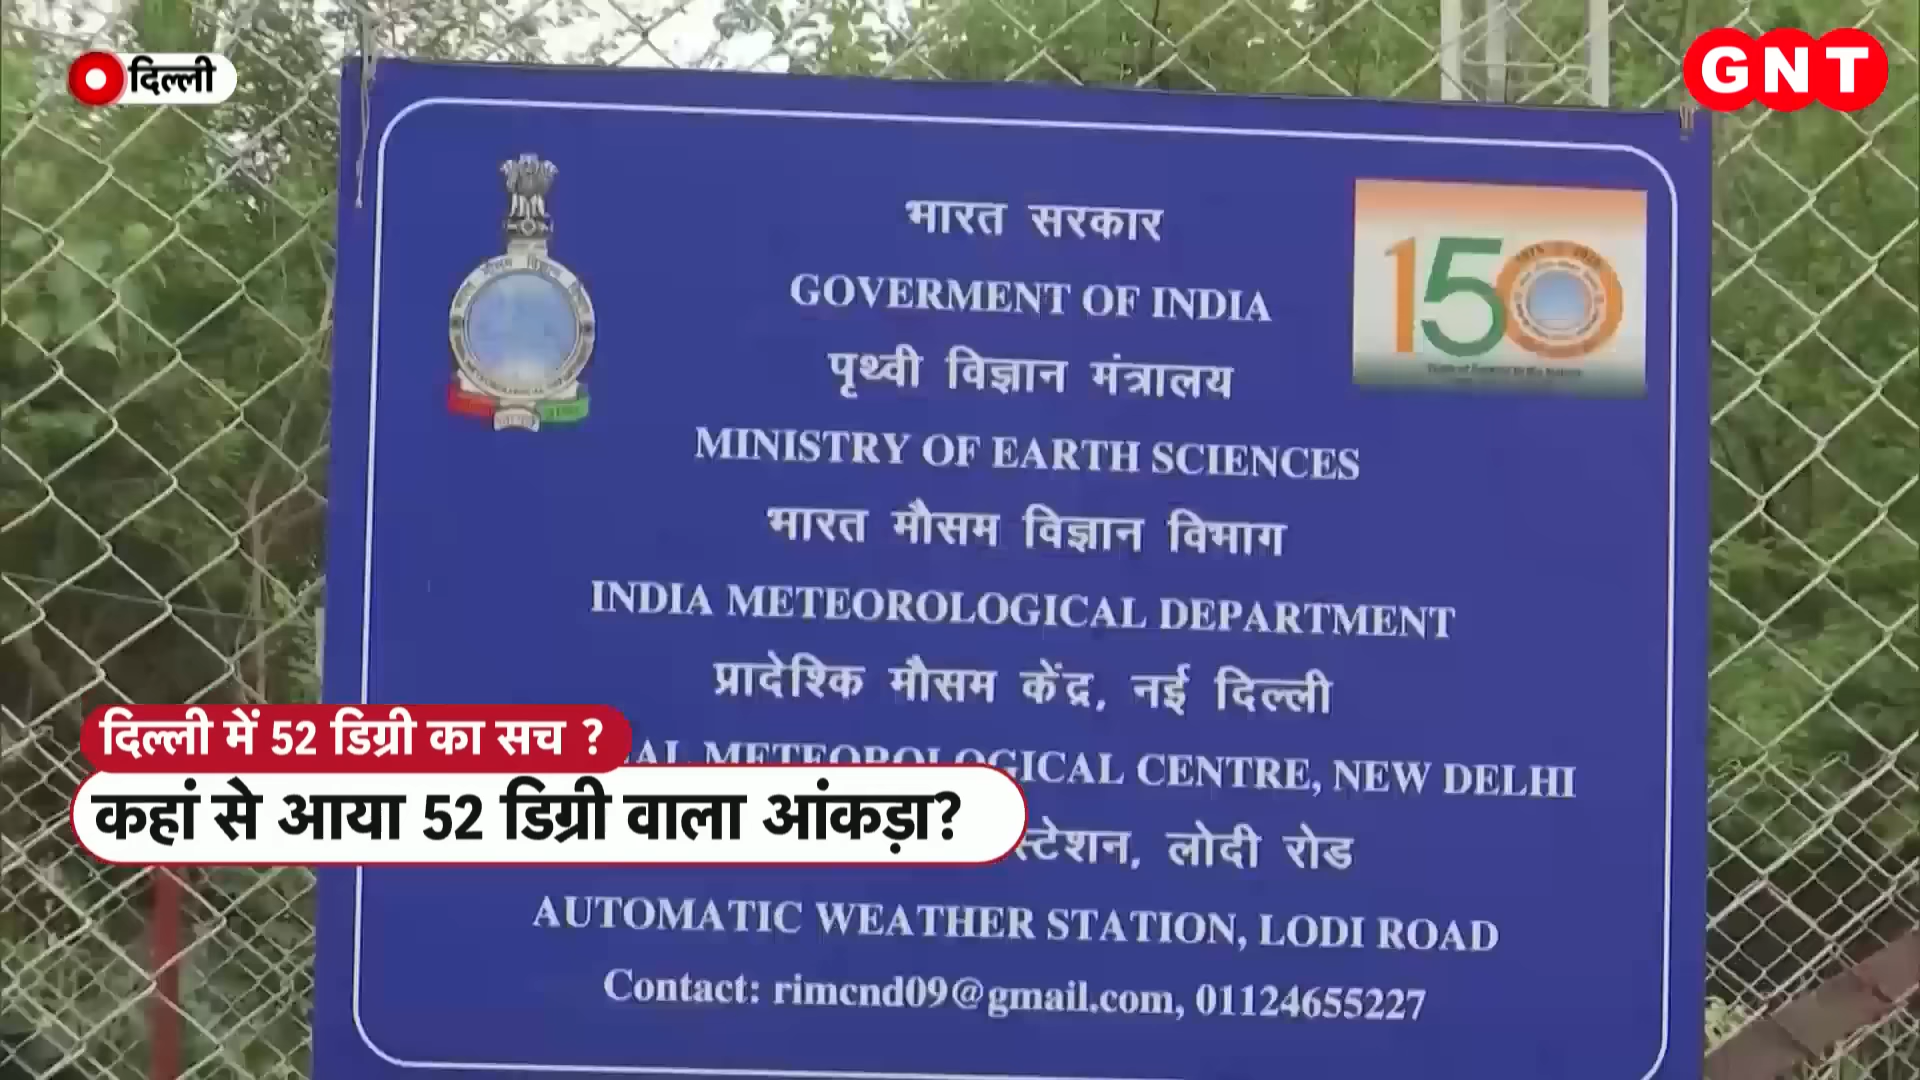 दिल्ली
GNT
भारत सरकार
150
GOVERMENT OF INDIA
पृथ्वी विज्ञान मंत्रालय
MINISTRY OF EARTH SCIENCES
भारत मौसम विज्ञान विभाग
INDIA METEOROLOGICAL DEPARTMENT
प्रादेश्कि मौसम केंद्र, नई दिल्ली
METEOROLOGICAL CENTRE, NEW DELHI
दिल्ली में 52 डिग्री का सच ?
कहां से आया 52 डिग्री वाला आंकड़ा?
स्टेशन, लोदी रोड
AUTOMATIC WEATHER STATION, LODI ROAD
Contact: rimcnd09@gmail.com, 01124655227